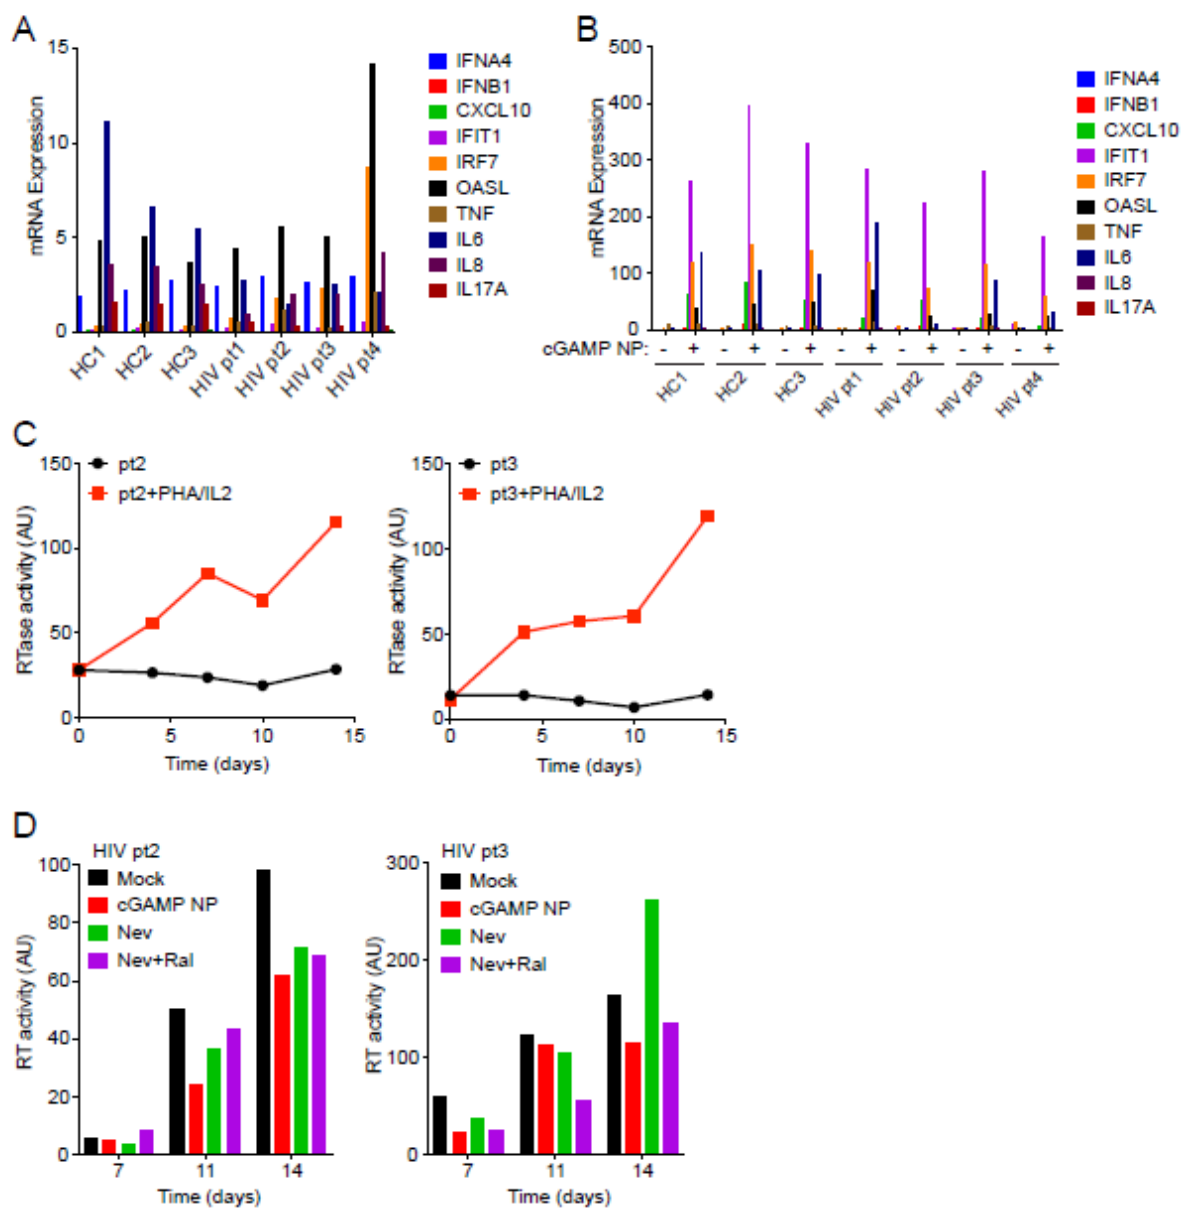 A
mRNA Expression
15
10
5
0
HC1
HC2
HC3
HIV pt1
HIV pt2
HIV pt3
HIV pt4
IFNA4
IFNB1
CXCL10
IFIT1
IRF7
OASL
TNF
IL6
IL8
IL17A
B
mRNA Expression
500
400
300
200
100
0
cGAMP NP: - + - + - + - + - + - + - +
HC1
HC2
HC3
HIV pt1
HIV pt2
HIV pt3
HIV pt4
IFNA4
IFNB1
CXCL10
IFIT1
IRF7
OASL
TNF
IL6
IL8
IL17A
C
pt2
pt2+PHA/IL2
RTase activity (AU)
150
100
50
0
0 5 10 15
Time (days)
pt3
pt3+PHA/IL2
RTase activity (AU)
150
100
50
0
0 5 10 15
Time (days)
D
HIV pt2
Mock
cGAMP NP
Nev
Nev+Ral
RT activity (AU)
100
80
60
40
20
0
7 11 14
Time (days)
HIV pt3
Mock
cGAMP NP
Nev
Nev+Ral
RT activity (AU)
300
200
100
0
7 11 14
Time (days)